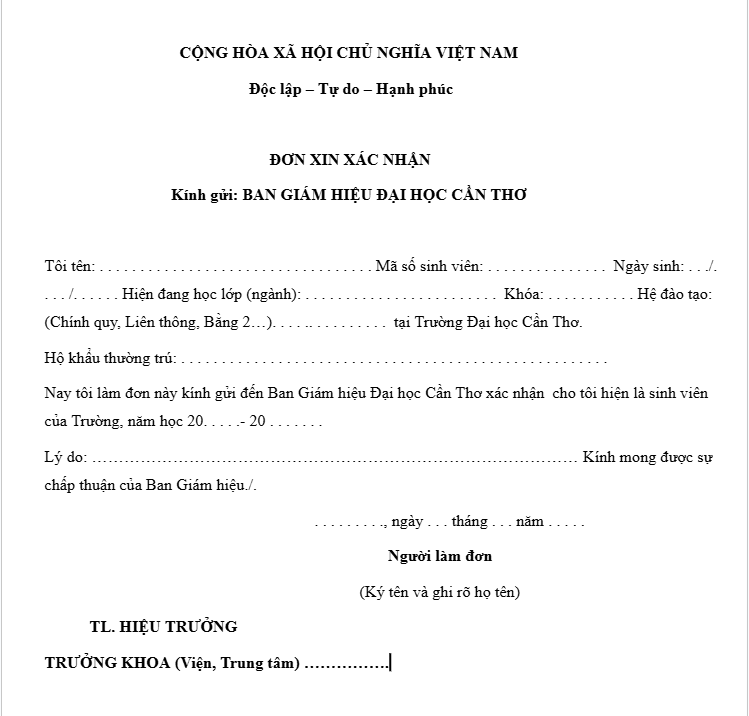 CỘNG HÒA XÃ HỘI CHỦ NGHĨA VIỆT NAM
Độc lập – Tự do – Hạnh phúc
ĐƠN XIN XÁC NHẬN
Kính gửi: BAN GIÁM HIỆU ĐẠI HỌC CẦN THƠ
Tôi tên: . . . . . . . . . . . . . . . . . . . . . . . . . . . . . . . . . . Mã số sinh viên: . . . . . . . . . . . . . . . Ngày sinh: . . ./.
. . . /. . . . . . Hiện đang học lớp (ngành): . . . . . . . . . . . . . . . . . . . . . . . . Khóa: . . . . . . . . . . . Hệ đào tạo:
(Chính quy, Liên thông, Bằng 2…). . . . .. . . . . . . . . . tại Trường Đại học Cần Thơ.
Hộ khẩu thường trú: . . . . . . . . . . . . . . . . . . . . . . . . . . . . . . . . . . . . . . . . . . . . . . . . . . . . . .
Nay tôi làm đơn này kính gửi đến Ban Giám hiệu Đại học Cần Thơ xác nhận cho tôi hiện là sinh viên
của Trường, năm học 20. . . . .- 20 . . . . . . .
Lý do: ……………………………………………………………………………… Kính mong được sự
chấp thuận của Ban Giám hiệu./.
. . . . . . . . ., ngày . . . tháng . . . năm . . . . .
Người làm đơn
(Ký tên và ghi rõ họ tên)
TL. HIỆU TRƯỞNG
TRƯỞNG KHOA (Viện, Trung tâm) …………….